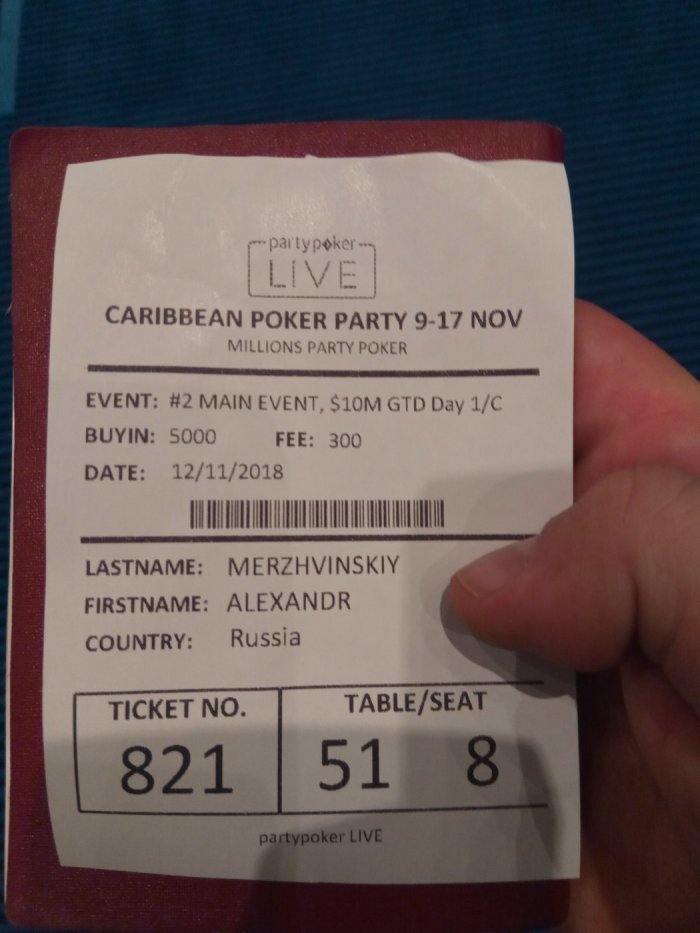 partypoker
LIVE
CARIBBEAN POKER PARTY 9-17 NOV
MILLIONS PARTY POKER
EVENT: #2 MAIN EVENT, $10M GTD Day 1/C
BUYIN: 5000 FEE: 300
DATE: 12/11/2018
LASTNAME: MERZHVINSKIY
FIRSTNAME: ALEXANDR
COUNTRY: Russia
TICKET NO. TABLE/SEAT
821 51 8
partypoker LIVE